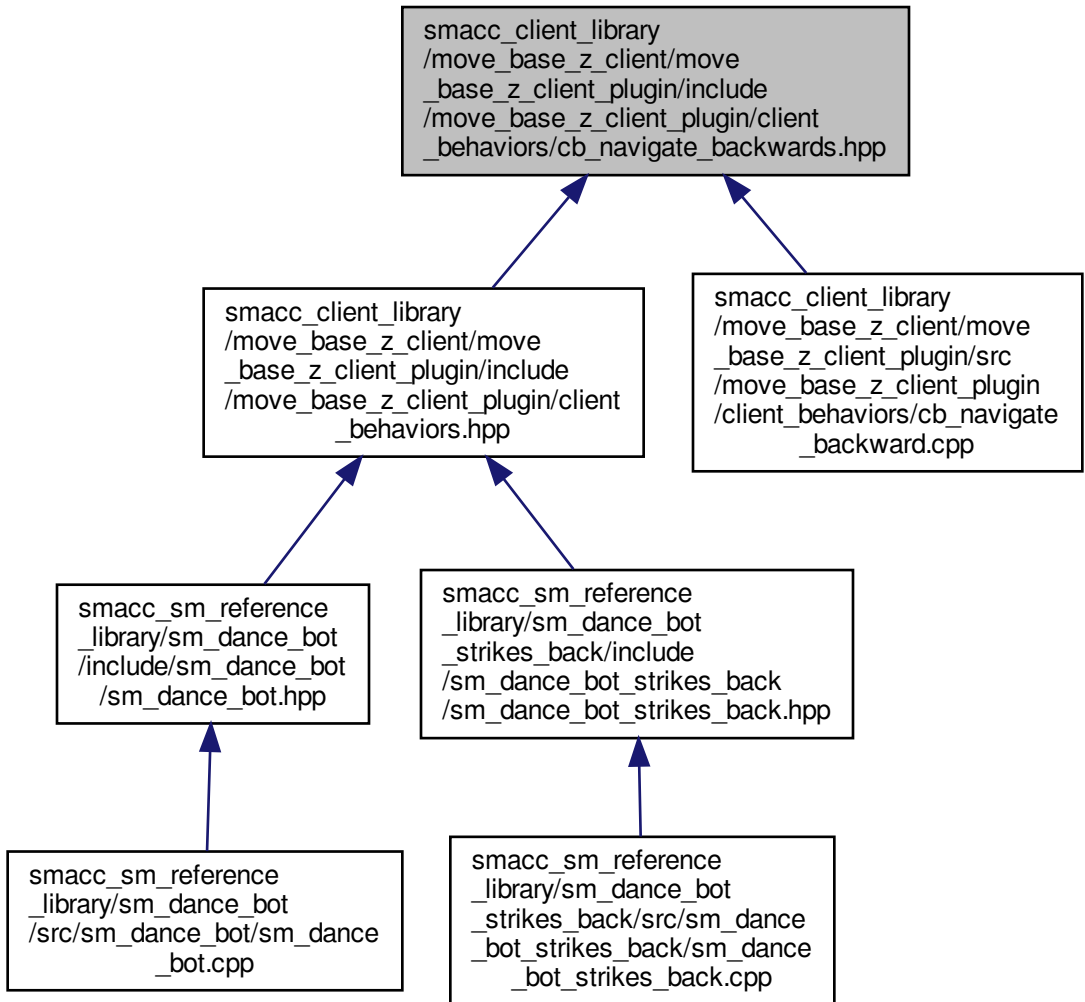 smacc_client_library
/move_base_z_client/move
_base_z_client_plugin/include
/move_base_z_client_plugin/client
_behaviors/cb_navigate_backwards.hpp
smacc_client_library
/move_base_z_client/move
_base_z_client_plugin/include
/move_base_z_client_plugin/client
_behaviors.hpp
smacc_client_library
/move_base_z_client/move
_base_z_client_plugin/src
/move_base_z_client_plugin
/client_behaviors/cb_navigate
_backward.cpp
smacc_sm_reference
_library/sm_dance_bot
/include/sm_dance_bot
/sm_dance_bot.hpp
smacc_sm_reference
_library/sm_dance_bot
_strikes_back/include
/sm_dance_bot_strikes_back
/sm_dance_bot_strikes_back.hpp
smacc_sm_reference
_library/sm_dance_bot
/src/sm_dance_bot/sm_dance
_bot.cpp
smacc_sm_reference
_library/sm_dance_bot
_strikes_back/src/sm_dance
_bot_strikes_back/sm_dance
_bot_strikes_back.cpp